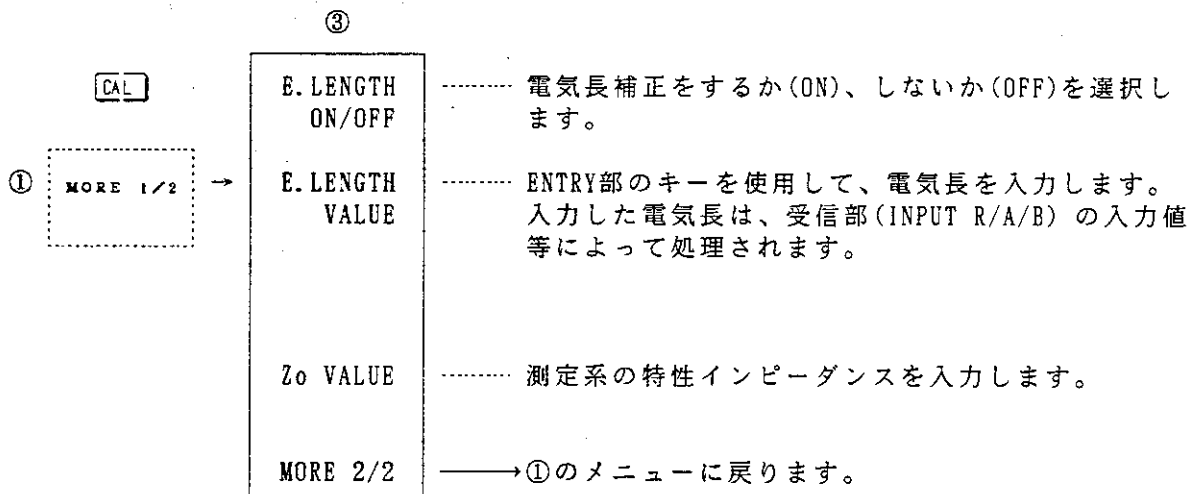 ③
CAL
E.LENGTH ON/OFF ……… 電気長補正をするか(ON)、しないか(OFF)を選択し
ます。
① MORE 1/2 → E.LENGTH VALUE ……… ENTRY部のキーを使用して、電気長を入力します。
入力した電気長は、受信部(INPUT R/A/B) の入力値
等によって処理されます。
Zo VALUE ……… 測定系の特性インピーダンスを入力します。
MORE 2/2 ───→①のメニューに戻ります。